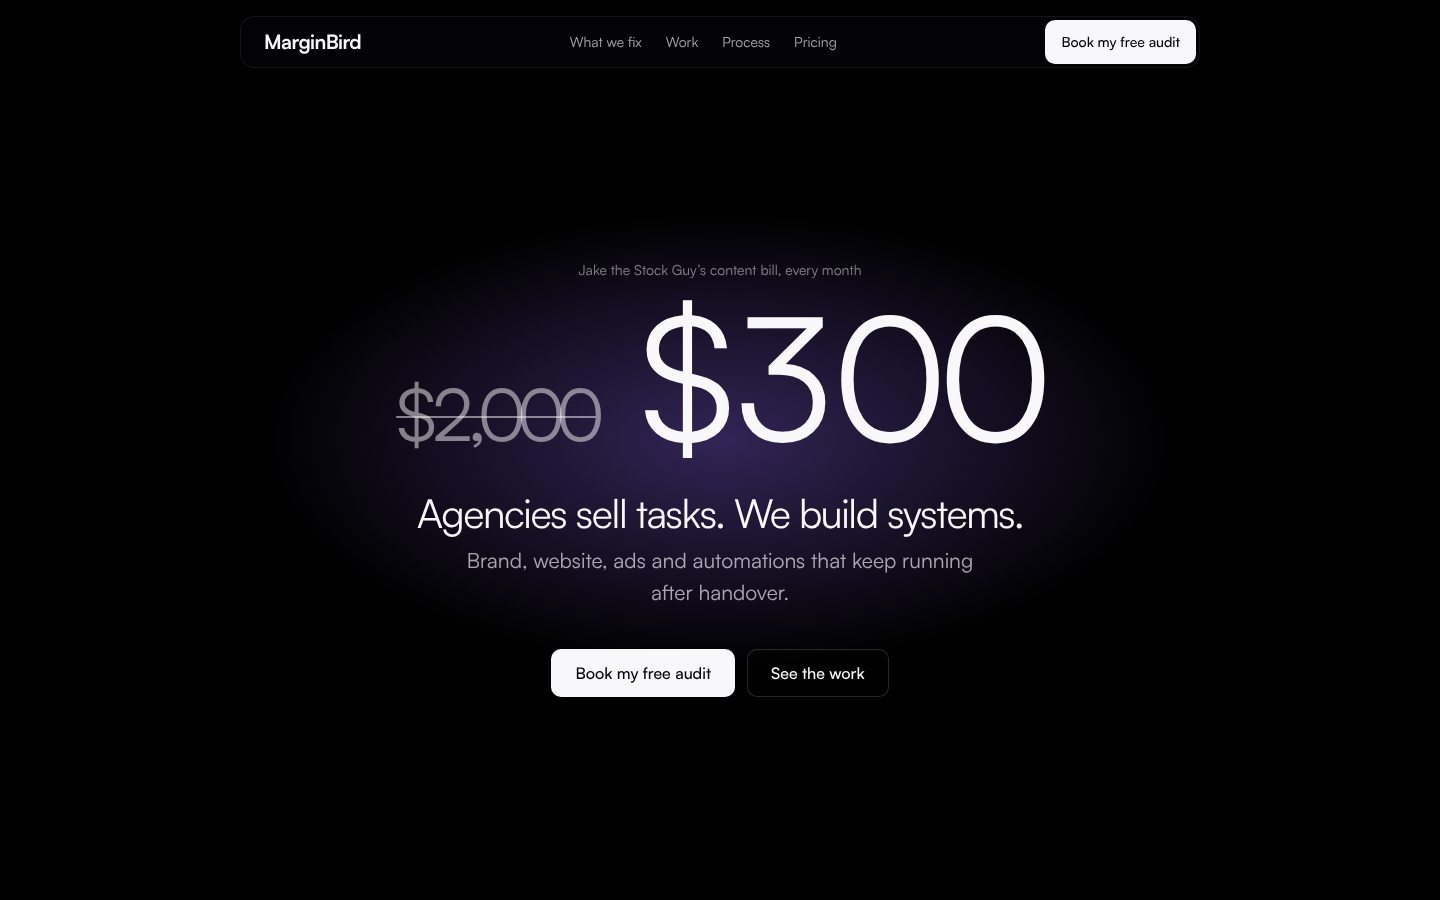 MarginBird
What we fix
Work
Process
Pricing
Book my free audit
Jake the Stock Guy’s content bill, every month
$2,000 $300
Agencies sell tasks. We build systems.
Brand, website, ads and automations that keep running
after handover.
Book my free audit
See the work